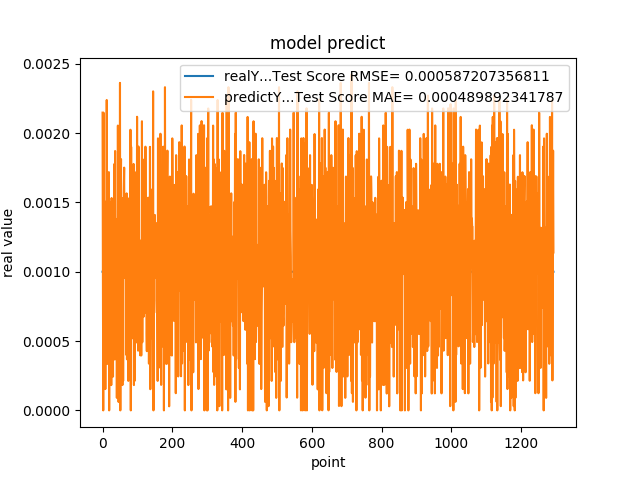 model predict
realY...Test Score RMSE= 0.000587207356811
predictY...Test Score MAE= 0.000489892341787
0.0025
0.0020
0.0015
0.0010
0.0005
0.0000
real value
0 200 400 600 800 1000 1200
point